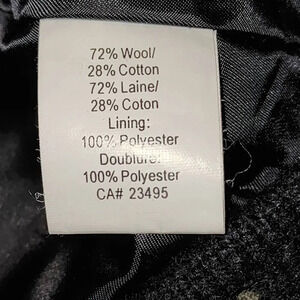 72% Wool/
28% Cotton
72% Laine/
28% Coton
Lining:
100% Polyester
Doublure:
100% Polyester
CA# 23495